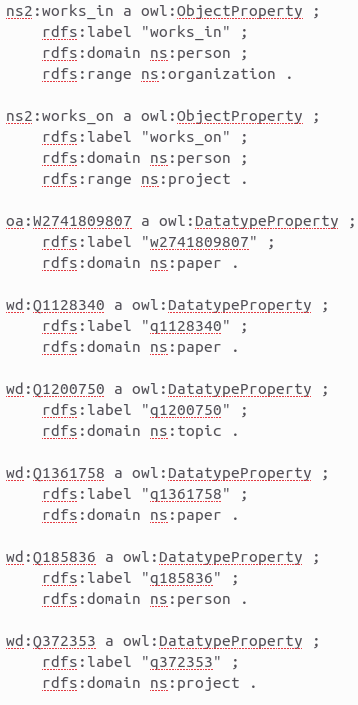 ns2:works_in a owl:ObjectProperty ;
rdfs:label "works_in" ;
rdfs:domain ns:person ;
rdfs:range ns:organization .
ns2:works_on a owl:ObjectProperty ;
rdfs:label "works_on" ;
rdfs:domain ns:person ;
rdfs:range ns:project .
oa:W2741809807 a owl:DatatypeProperty ;
rdfs:label "w2741809807" ;
rdfs:domain ns:paper .
wd:Q1128340 a owl:DatatypeProperty ;
rdfs:label "q1128340" ;
rdfs:domain ns:paper .
wd:Q1200750 a owl:DatatypeProperty ;
rdfs:label "q1200750" ;
rdfs:domain ns:topic .
wd:Q1361758 a owl:DatatypeProperty ;
rdfs:label "q1361758" ;
rdfs:domain ns:paper .
wd:Q185836 a owl:DatatypeProperty ;
rdfs:label "q185836" ;
rdfs:domain ns:person .
wd:Q372353 a owl:DatatypeProperty ;
rdfs:label "q372353" ;
rdfs:domain ns:project .